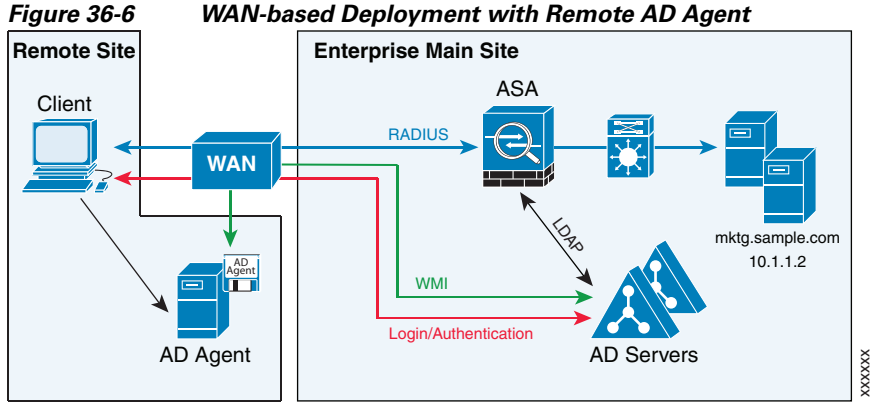 Figure 36-6 WAN-based Deployment with Remote AD Agent
Remote Site
Enterprise Main Site
Client
ASA
RADIUS
WAN
LDAP
mktg.sample.com
10.1.1.2
AD
Agent
WMI
Login/Authentication
AD Agent
AD Servers
xxxxxx